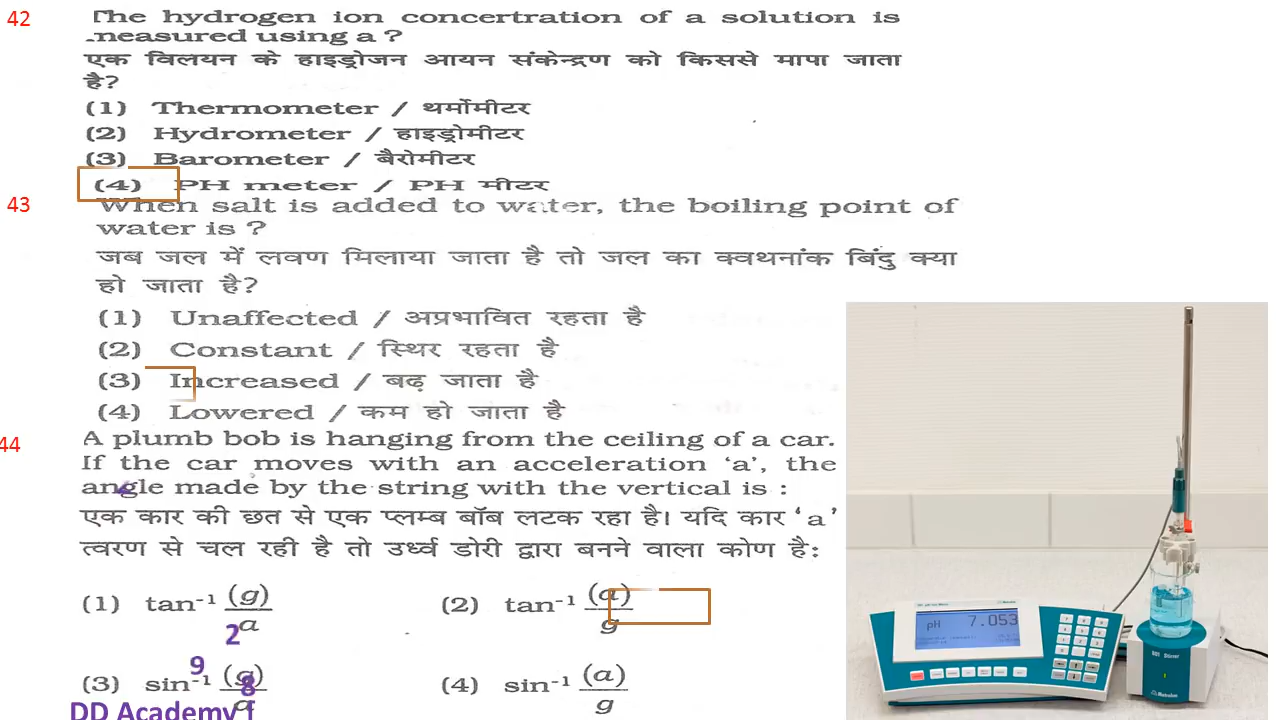 42
The hydrogen ion concertration of a solution is
measured using a ?
एक विलयन के हाइड्रोजन आयन संकेन्द्रण को किससे मापा जाता
है?
(1) Thermometer / थर्मोमीटर
(2) Hydrometer / हाइड्रोमीटर
(3) Barometer / बैरोमीटर
(4) PH meter / PH मीटर
43
When salt is added to water, the boiling point of
water is ?
जब जल में लवण मिलाया जाता है तो जल का क्वथनांक बिंदु क्या
हो जाता है?
(1) Unaffected / अप्रभावित रहता है
(2) Constant / स्थिर रहता है
(3) Increased / बढ़ जाता है
(4) Lowered / कम हो जाता है
44
A plumb bob is hanging from the ceiling of a car.
If the car moves with an acceleration ‘a’, the
angle made by the string with the vertical is :
एक कार की छत से एक प्लम्ब बॉब लटक रहा है। यदि कार ‘a’
त्वरण से चल रही है तो उर्ध्व डोरी द्वारा बनने वाला कोण है:
(1) tan⁻¹ (g)/a (2) tan⁻¹ (a)/g
2
9
8
(3) sin⁻¹ (g)/a (4) sin⁻¹ (a)/g
DD Academy f
pH 7.053
Metrohm